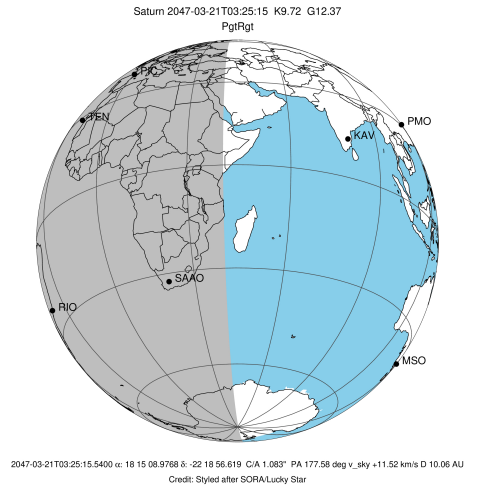 Saturn 2047-03-21T03:25:15 K9.72 G12.37
PgtRgt
PIC
TEN
PMO
KAV
SAAO
RIO
MSO
2047-03-21T03:25:15.5400 α: 18 15 08.9768 δ: -22 18 56.619 C/A 1.083" PA 177.58 deg v_sky +11.52 km/s D 10.06 AU
Credit: Styled after SORA/Lucky Star